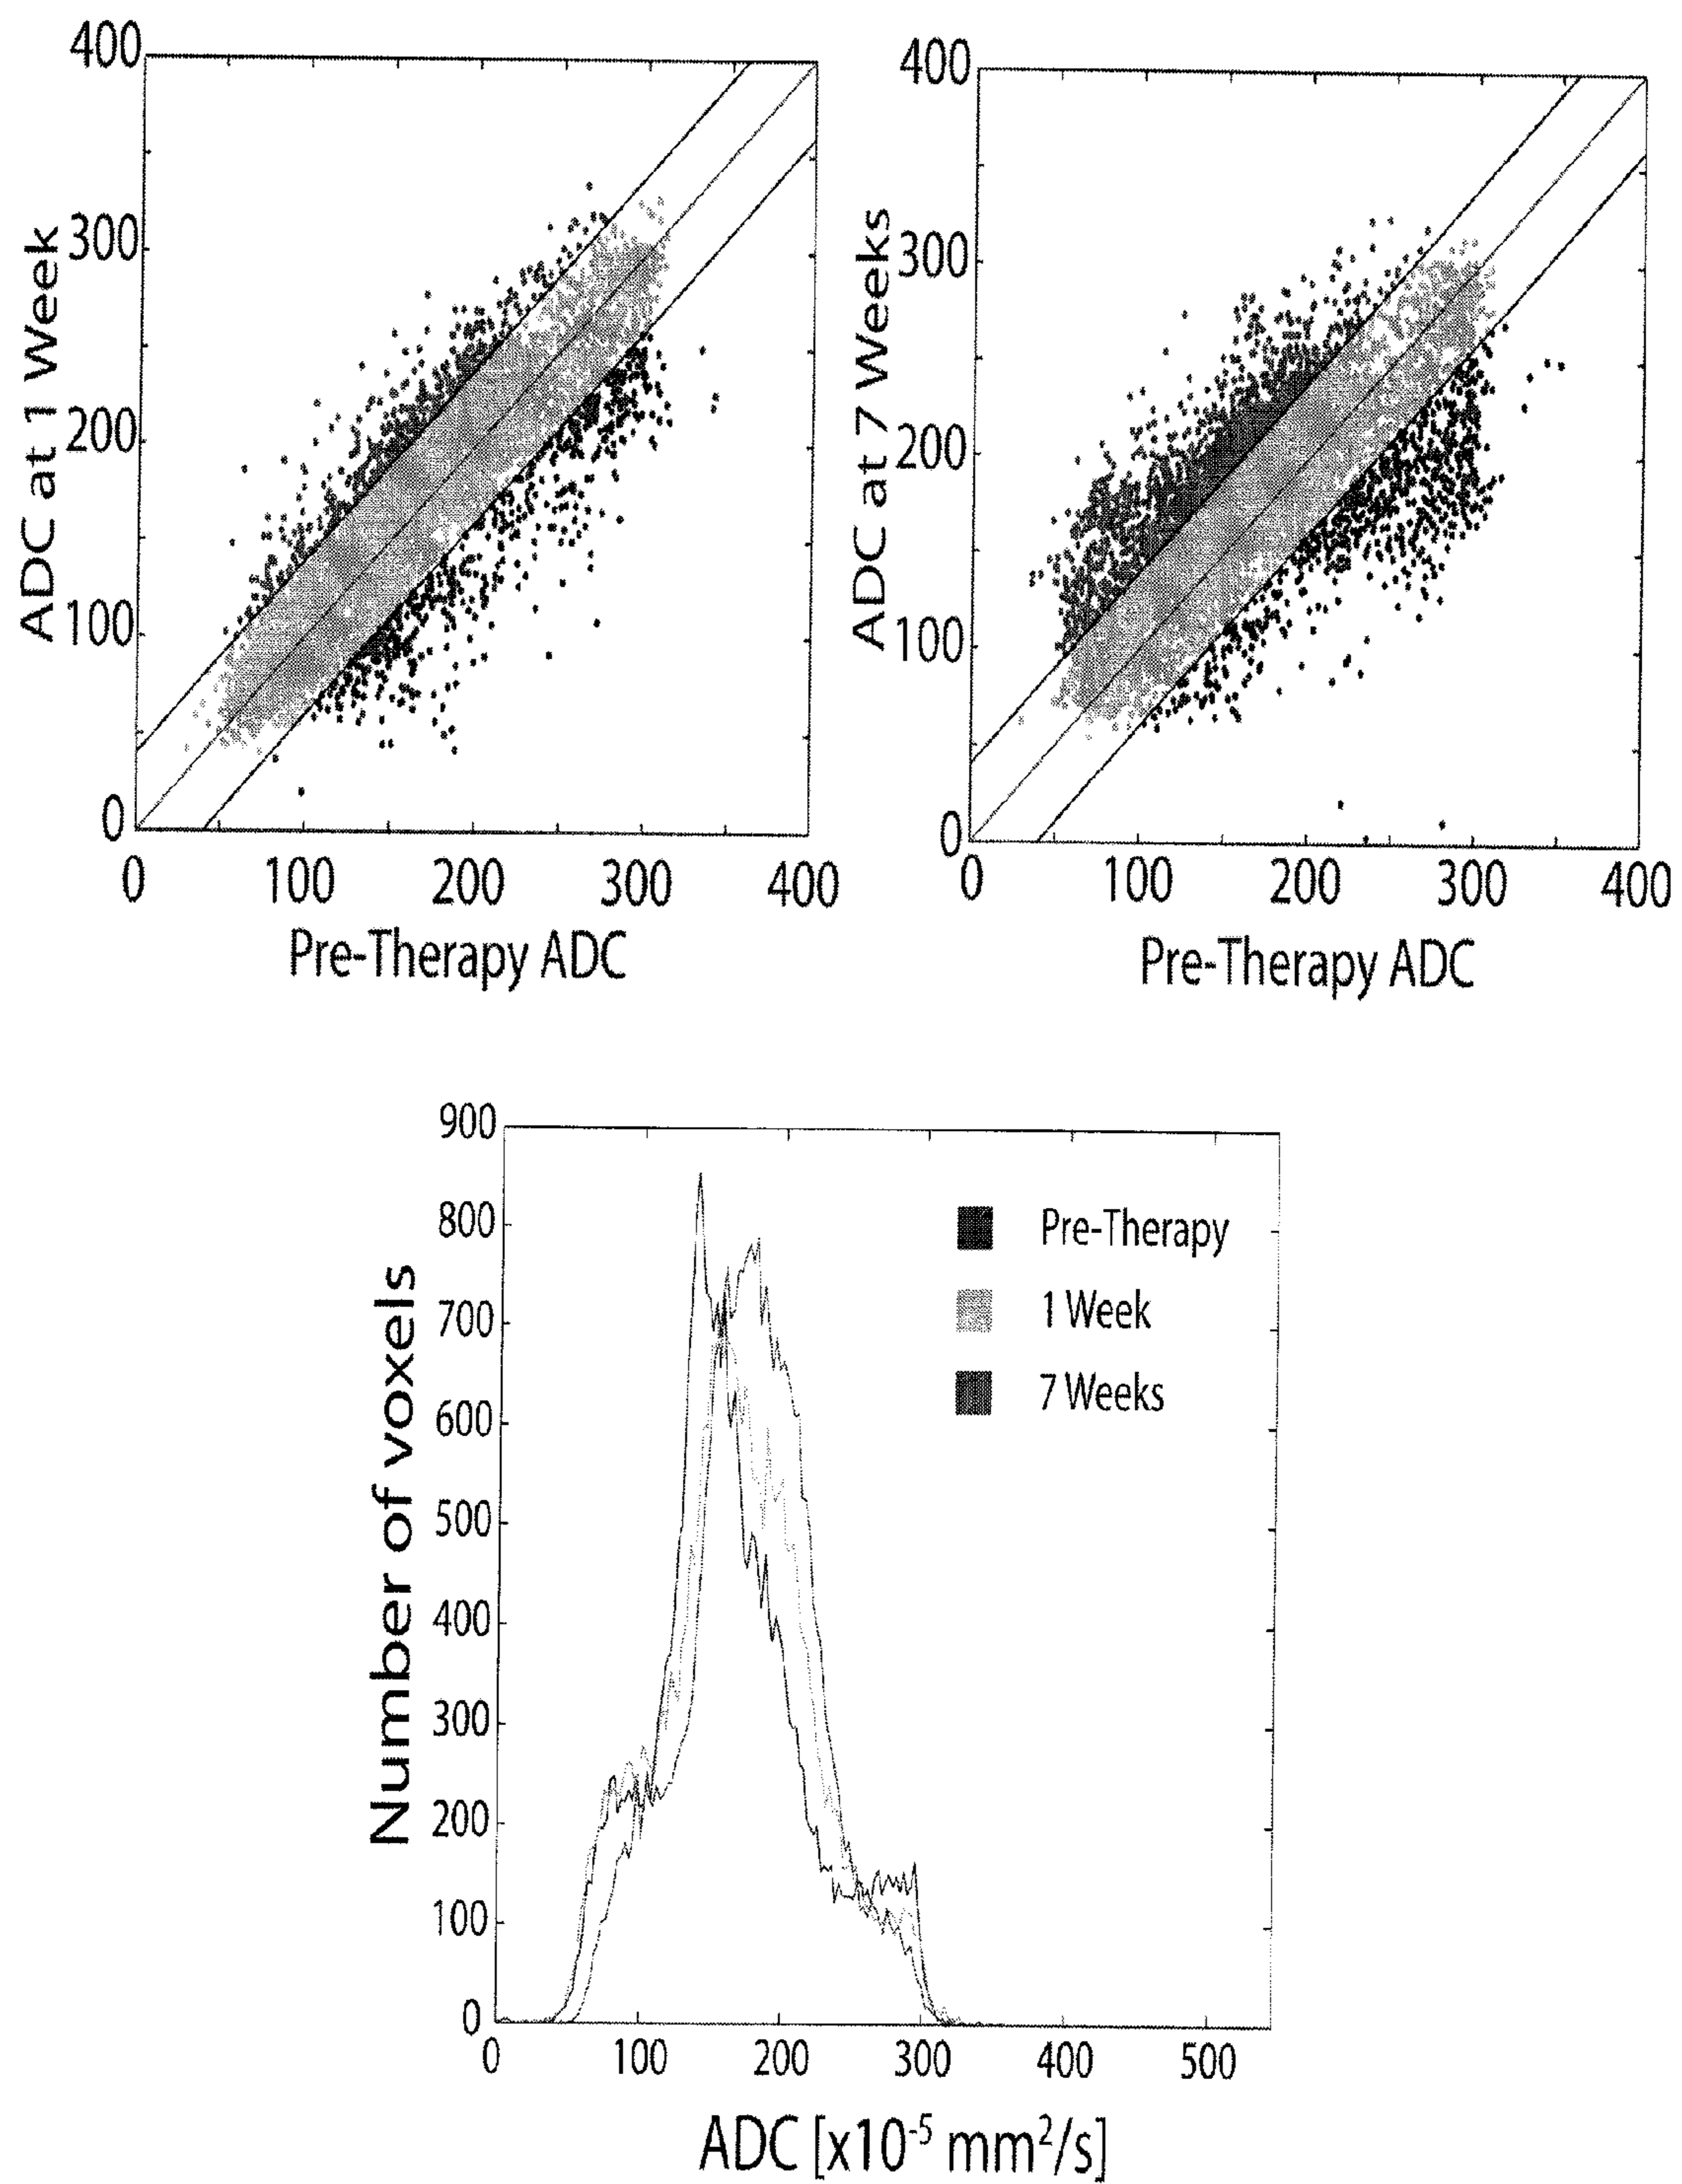 400
300
200
100
0
ADC at 1 Week
0 100 200 300 400
Pre-Therapy ADC
400
300
200
100
0
ADC at 7 Weeks
0 100 200 300 400
Pre-Therapy ADC
900
800
700
600
500
400
300
200
100
0
Number of voxels
Pre-Therapy
1 Week
7 Weeks
0 100 200 300 400 500
ADC [x10⁻⁵ mm²/s]